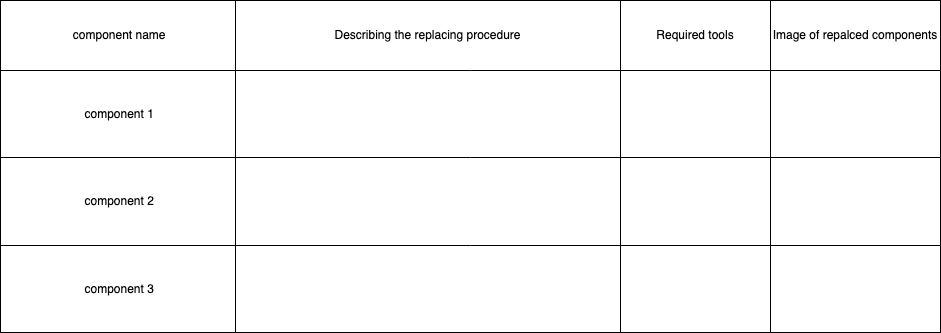 component name Describing the replacing procedure Required tools Image of repalced components
component 1
component 2
component 3